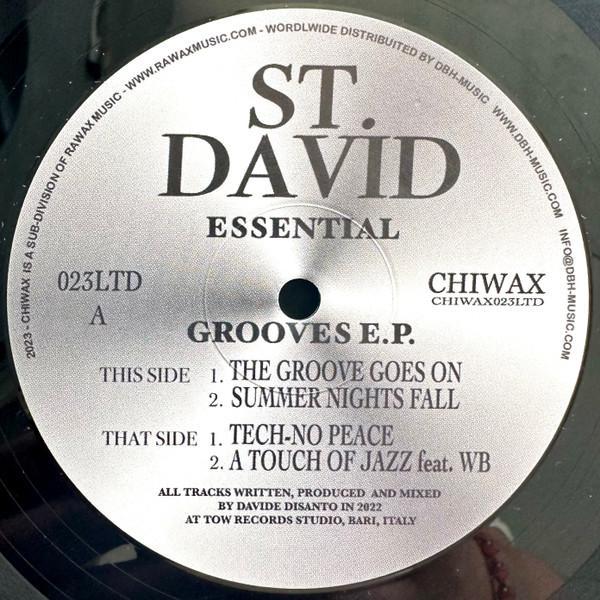 2023 - CHIWAX IS A SUB-DIVISION OF RAWAX MUSIC - WWW.RAWAXMUSIC.COM - WORDLWIDE DISTRIBUTED BY DBH-MUSIC WWW.DBH-MUSIC.COM INFO@DBH-MUSIC.COM
ST.
DAVID
ESSENTIAL
023LTD
A
CHIWAX
CHIWAX023LTD
GROOVES E.P.
THIS SIDE 1. THE GROOVE GOES ON
2. SUMMER NIGHTS FALL
THAT SIDE 1. TECH-NO PEACE
2. A TOUCH OF JAZZ feat. WB
ALL TRACKS WRITTEN, PRODUCED AND MIXED
BY DAVIDE DISANTO IN 2022
AT TOW RECORDS STUDIO, BARI, ITALY